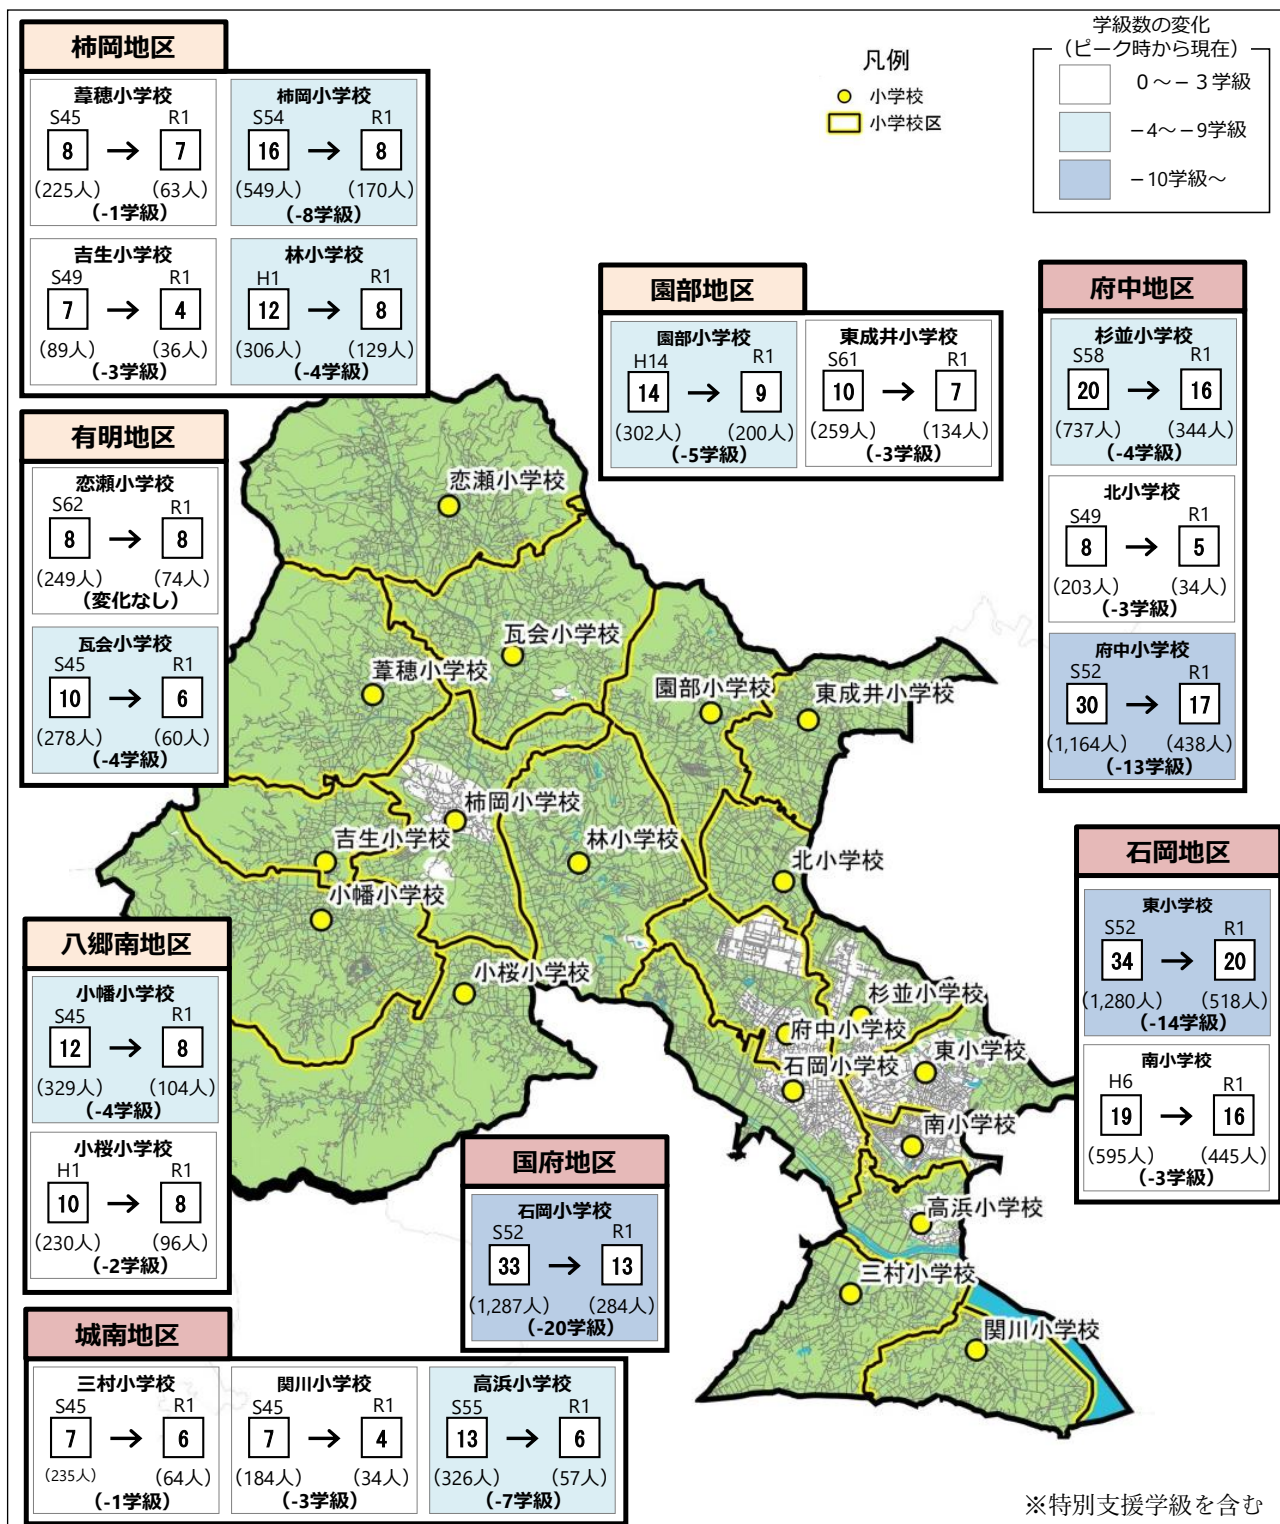 柿岡地区
葦穂小学校
S45 R1
8 → 7
(225人) (63人)
(-1学級)
柿岡小学校
S54 R1
16 → 8
(549人) (170人)
(-8学級)
吉生小学校
S49 R1
7 → 4
(89人) (36人)
(-3学級)
林小学校
H1 R1
12 → 8
(306人) (129人)
(-4学級)
凡例
小学校
小学校区
学級数の変化
(ピーク時から現在)
0～－3学級
－4～－9学級
－10学級～
園部地区
園部小学校
H14 R1
14 → 9
(302人) (200人)
(-5学級)
東成井小学校
S61 R1
10 → 7
(259人) (134人)
(-3学級)
府中地区
杉並小学校
S58 R1
20 → 16
(737人) (344人)
(-4学級)
北小学校
S49 R1
8 → 5
(203人) (34人)
(-3学級)
府中小学校
S52 R1
30 → 17
(1,164人) (438人)
(-13学級)
有明地区
恋瀬小学校
S62 R1
8 → 8
(249人) (74人)
(変化なし)
瓦会小学校
S45 R1
10 → 6
(278人) (60人)
(-4学級)
恋瀬小学校
瓦会小学校
葦穂小学校
園部小学校
東成井小学校
柿岡小学校
吉生小学校
林小学校
北小学校
小幡小学校
小桜小学校
杉並小学校
府中小学校
東小学校
石岡小学校
南小学校
高浜小学校
三村小学校
関川小学校
石岡地区
東小学校
S52 R1
34 → 20
(1,280人) (518人)
(-14学級)
南小学校
H6 R1
19 → 16
(595人) (445人)
(-3学級)
八郷南地区
小幡小学校
S45 R1
12 → 8
(329人) (104人)
(-4学級)
小桜小学校
H1 R1
10 → 8
(230人) (96人)
(-2学級)
国府地区
石岡小学校
S52 R1
33 → 13
(1,287人) (284人)
(-20学級)
城南地区
三村小学校
S45 R1
7 → 6
(235人) (64人)
(-1学級)
関川小学校
S45 R1
7 → 4
(184人) (34人)
(-3学級)
高浜小学校
S55 R1
13 → 6
(326人) (57人)
(-7学級)
※特別支援学級を含む